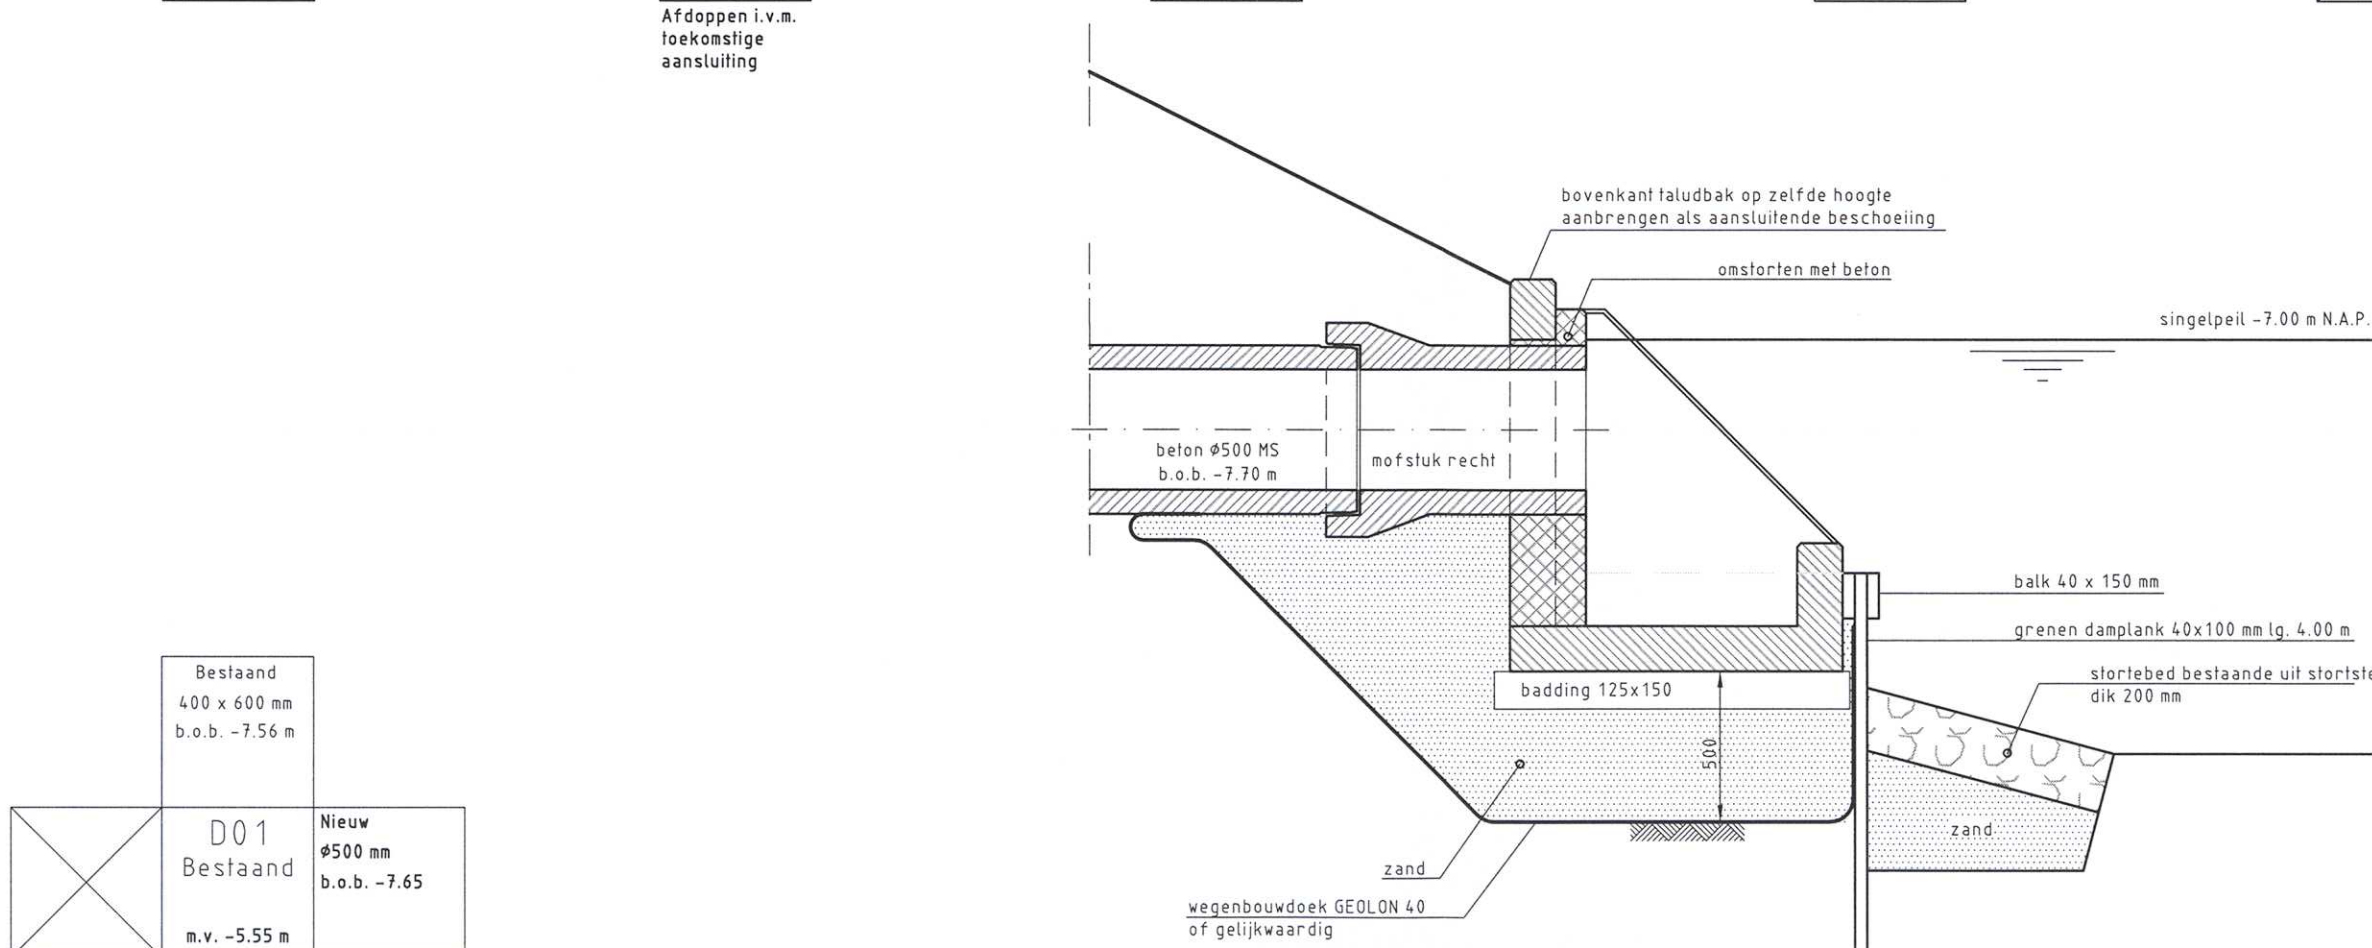 Afdoppen i.v.m.
toekomstige
aansluiting
bovenkant taludbak op zelfde hoogte
aanbrengen als aansluitende beschoeiing
omstorten met beton
singelpeil -7.00 m N.A.P.
beton ø500 MS
b.o.b. -7.70 m
mofstuk recht
balk 40 x 150 mm
grenen damplank 40x100 mm lg. 4.00 m
stortebed bestaande uit
dik 200 mm
badding 125x150
500
zand
zand
wegenbouwdoek GEOLON 40
of gelijkwaardig
Bestaand
400 x 600 mm
b.o.b. -7.56 m
D01
Bestaand
m.v. -5.55 m
Nieuw
ø500 mm
b.o.b. -7.65